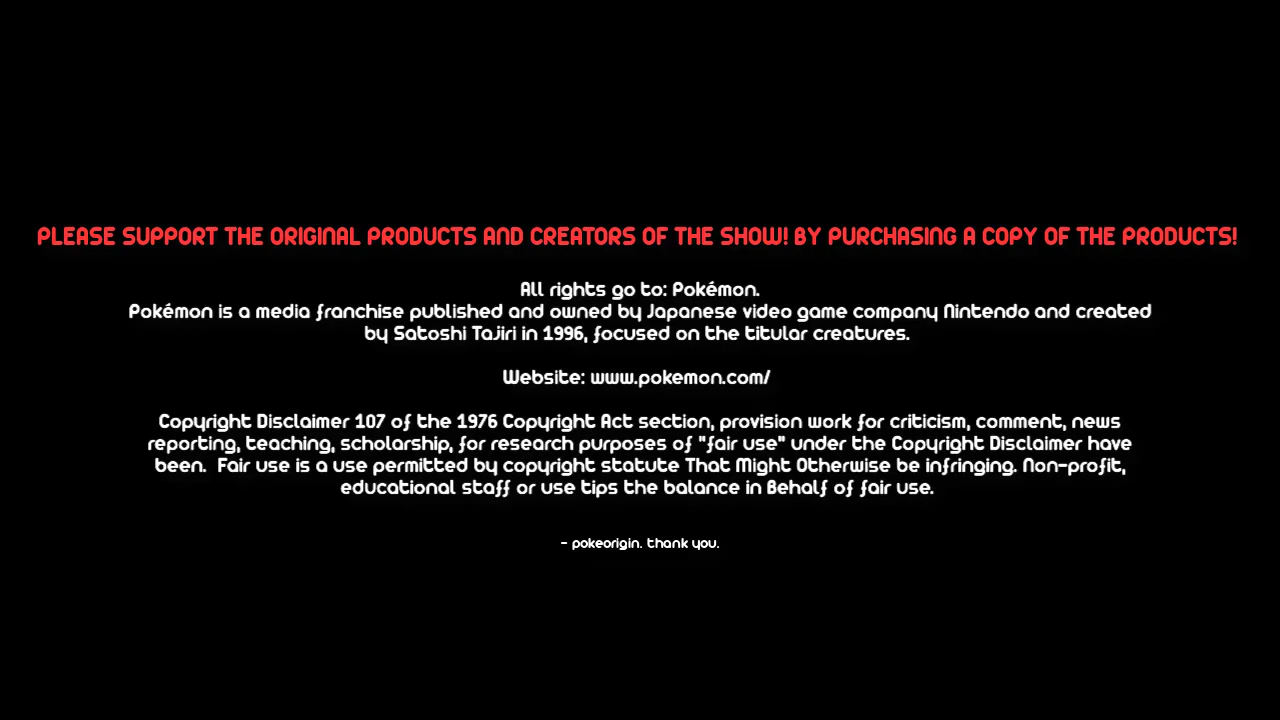 PLEASE SUPPORT THE ORIGINAL PRODUCTS AND CREATORS OF THE SHOW! BY PURCHASING A COPY OF THE PRODUCTS!
All rights go to: Pokémon.
Pokémon is a media franchise published and owned by Japanese video game company Nintendo and created
by Satoshi Tajiri in 1996, focused on the titular creatures.
Website: www.pokemon.com/
Copyright Disclaimer 107 of the 1976 Copyright Act section, provision work for criticism, comment, news
reporting, teaching, scholarship, for research purposes of "fair use" under the Copyright Disclaimer have
been. Fair use is a use permitted by copyright statute That Might Otherwise be infringing. Non-profit,
educational staff or use tips the balance in Behalf of fair use.
- pokeorigin. thank you.